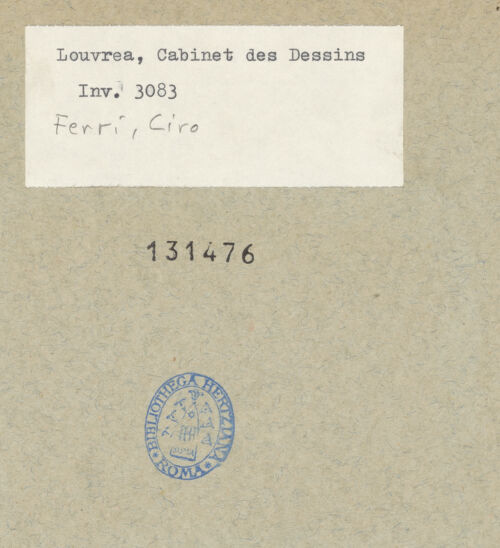 Louvrea, Cabinet des Dessins
Inv. 3083
Ferri, Ciro
131476
BIBLIOTHECA HERTZIANA
ROMA